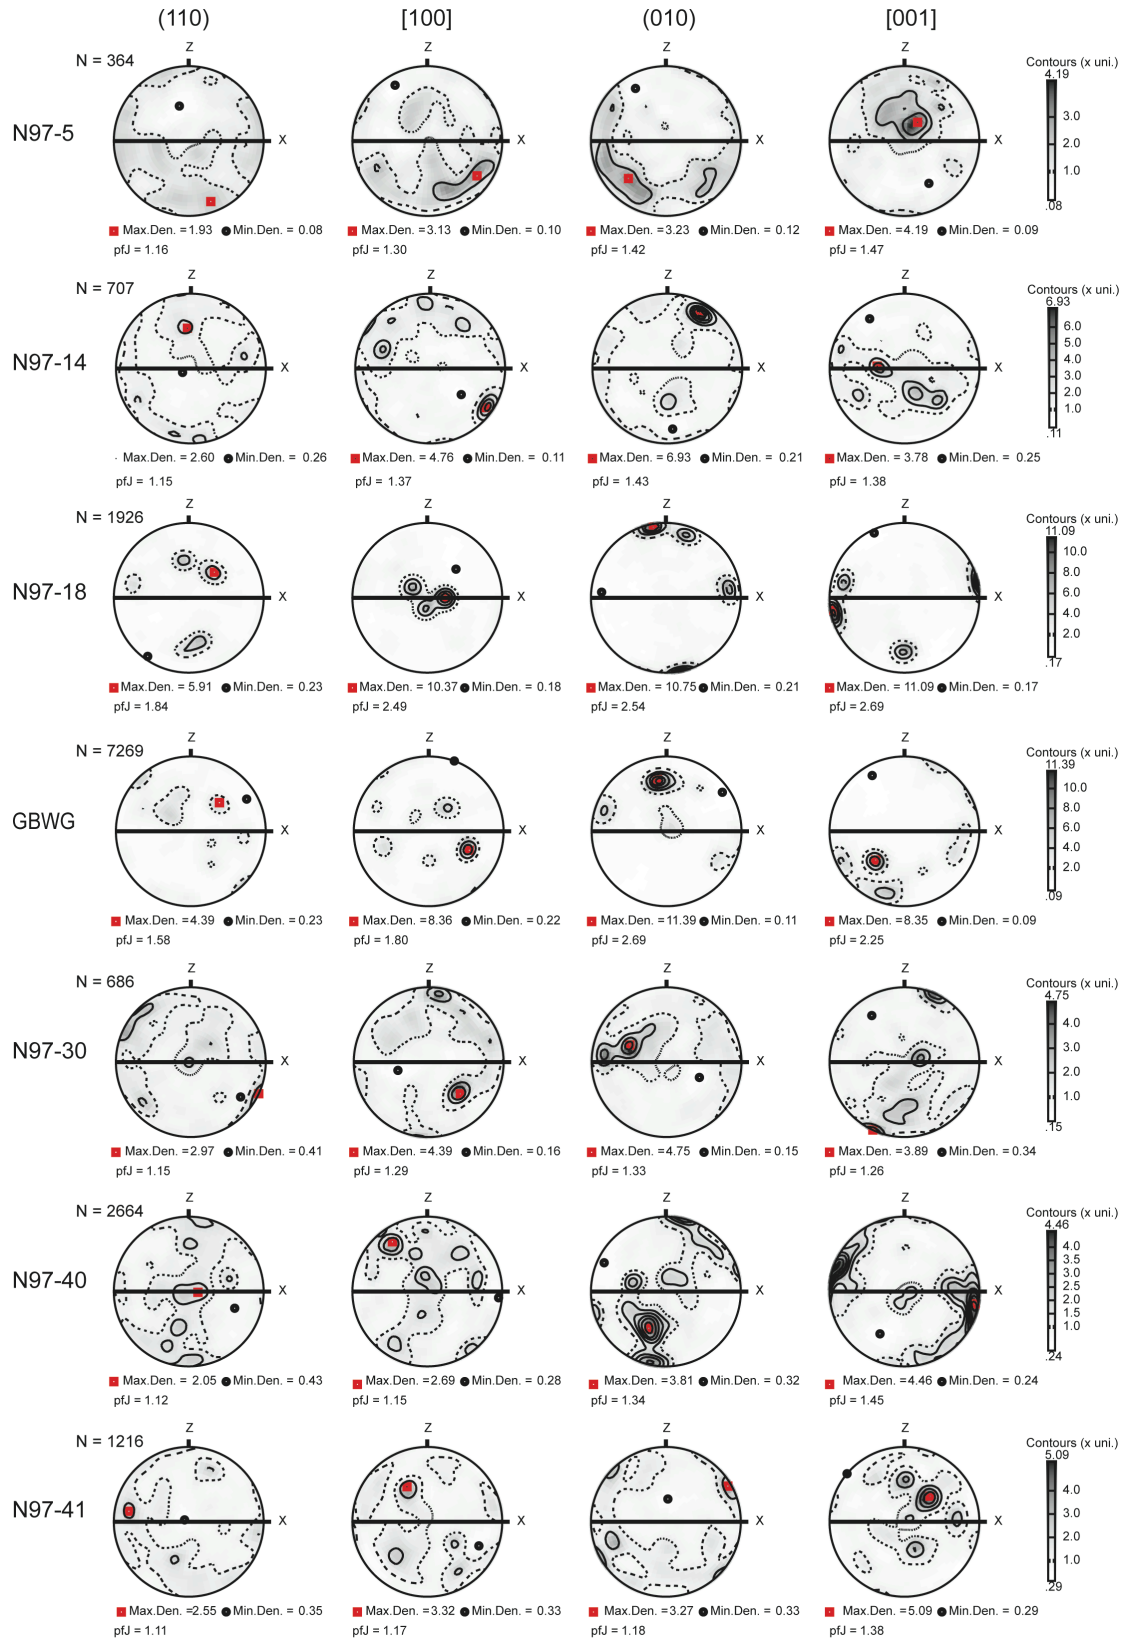 (110) [100] (010) [001]
Z Z Z Z
N = 364
Contours (x uni.)
4.19
3.0
2.0
1.0
.08
N97-5
X X X X
Max.Den. =1.93 Min.Den. = 0.08 Max.Den. =3.13 Min.Den. = 0.10 Max.Den. =3.23 Min.Den. = 0.12 Max.Den. =4.19 Min.Den. = 0.09
pfJ = 1.16 pfJ = 1.30 pfJ = 1.42 pfJ = 1.47
Z Z Z Z
N = 707
Contours (x uni.)
6.93
6.0
5.0
4.0
3.0
2.0
1.0
.11
N97-14
X X X X
Max.Den. =2.60 Min.Den. = 0.26 Max.Den. = 4.76 Min.Den. = 0.11 Max.Den. = 6.93 Min.Den. = 0.21 Max.Den. = 3.78 Min.Den. = 0.25
pfJ = 1.15 pfJ = 1.37 pfJ = 1.43 pfJ = 1.38
Z Z Z Z
N = 1926
Contours (x uni.)
11.09
10.0
8.0
6.0
4.0
2.0
.17
N97-18
X X X X
Max.Den. = 5.91 Min.Den. = 0.23 Max.Den. = 10.37 Min.Den. = 0.18 Max.Den. = 10.75 Min.Den. = 0.21 Max.Den. = 11.09 Min.Den. = 0.17
pfJ = 1.84 pfJ = 2.49 pfJ = 2.54 pfJ = 2.69
Z Z Z Z
N = 7269
Contours (x uni.)
11.39
10.0
8.0
6.0
4.0
2.0
.09
GBWG
X X X X
Max.Den. =4.39 Min.Den. = 0.23 Max.Den. = 8.36 Min.Den. = 0.22 Max.Den. =11.39 Min.Den. = 0.11 Max.Den. =8.35 Min.Den. = 0.09
pfJ = 1.58 pfJ = 1.80 pfJ = 2.69 pfJ = 2.25
Z Z Z Z
N = 686
Contours (x uni.)
4.75
4.0
3.0
2.0
1.0
.15
N97-30
X X X X
Max.Den. =2.97 Min.Den. = 0.41 Max.Den. =4.39 Min.Den. = 0.16 Max.Den. =4.75 Min.Den. = 0.15 Max.Den. =3.89 Min.Den. = 0.34
pfJ = 1.15 pfJ = 1.29 pfJ = 1.33 pfJ = 1.26
Z Z Z Z
N = 2664
Contours (x uni.)
4.46
4.0
3.5
3.0
2.5
2.0
1.5
1.0
.24
N97-40
X X X X
Max.Den. = 2.05 Min.Den. = 0.43 Max.Den. =2.69 Min.Den. = 0.28 Max.Den. =3.81 Min.Den. = 0.32 Max.Den. = 4.46 Min.Den. = 0.24
pfJ = 1.12 pfJ = 1.15 pfJ = 1.34 pfJ = 1.45
Z Z Z Z
N = 1216
Contours (x uni.)
5.09
4.0
3.0
2.0
1.0
.29
N97-41
X X X X
Max.Den. =2.55 Min.Den. = 0.35 Max.Den. = 3.32 Min.Den. = 0.33 Max.Den. =3.27 Min.Den. = 0.33 Max.Den. = 5.09 Min.Den. = 0.29
pfJ = 1.11 pfJ = 1.17 pfJ = 1.18 pfJ = 1.38